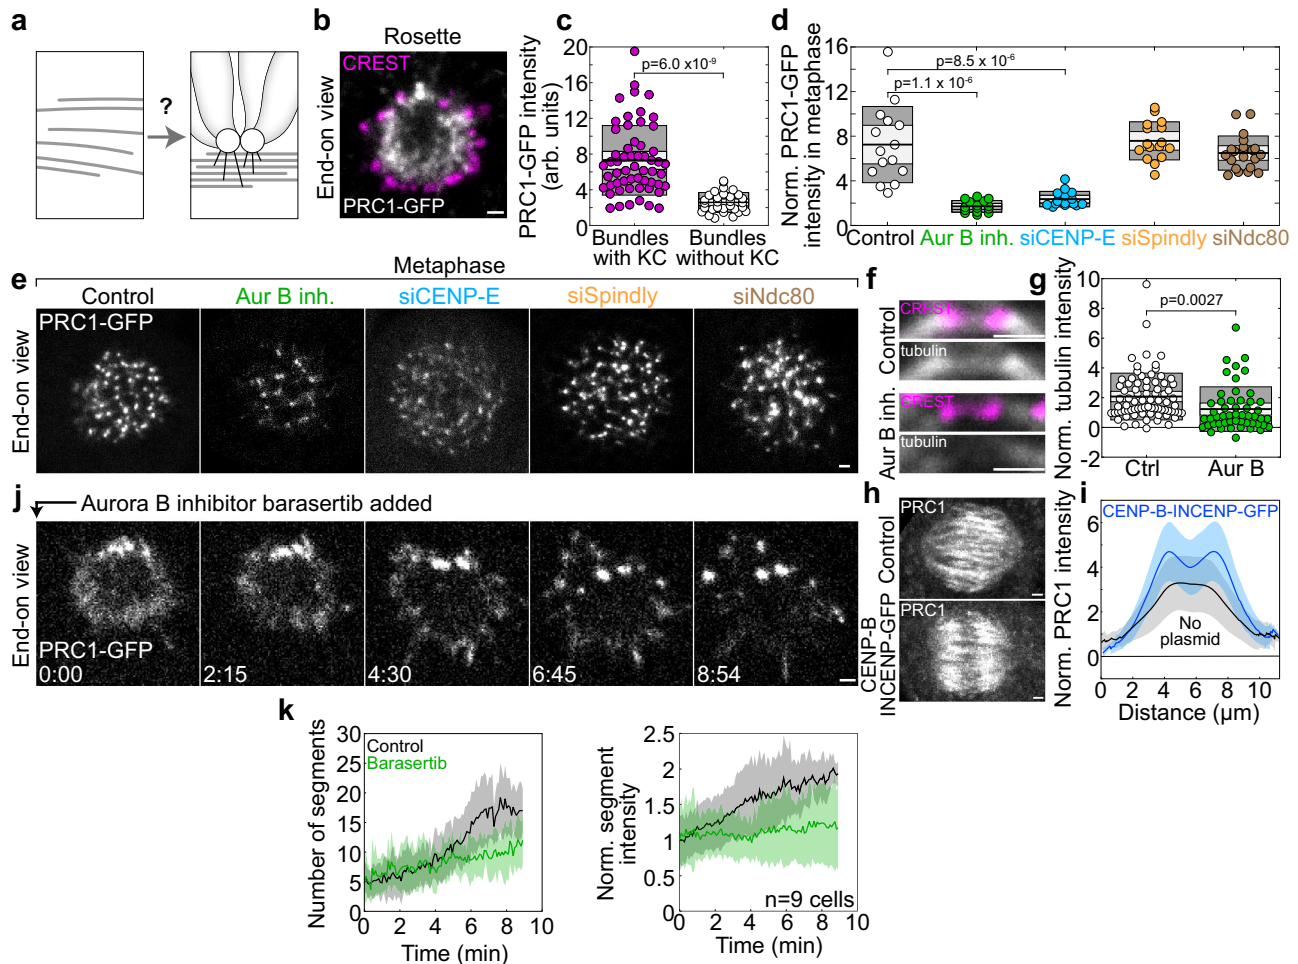 a
?
b
Rosette
End-on view
CREST
PRC1-GFP
c
PRC1-GFP intensity
(arb. units)
20
16
12
8
4
0
p=6.0 x10-9
Bundles
with KC
Bundles
without KC
d
Norm. PRC1-GFP
intensity in metaphase
16
12
8
4
0
p=8.5 x 10-6
p=1.1 x 10-6
Control
Aur B inh.
siCENP-E
siSpindly
siNdc80
e
Metaphase
Control
Aur B inh.
siCENP-E
siSpindly
siNdc80
End-on view
PRC1-GFP
f
Control
CREST
tubulin
Aur B inh.
CREST
tubulin
g
Norm. tubulin intensity
10
8
6
4
2
0
-2
p=0.0027
Ctrl
Aur B
j
Aurora B inhibitor barasertib added
End-on view
PRC1-GFP
0:00
2:15
4:30
6:45
8:54
h
Control
PRC1
CENP-B
INCENP-GFP
PRC1
i
Norm. PRC1 intensity
CENP-B-INCENP-GFP
6
4
2
0
No
plasmid
0 2 4 6 8 10
Distance (µm)
k
Number of segments
30
25
20
15
10
5
0
Control
Barasertib
0 2 4 6 8 10
Time (min)
Norm. segment
intensity
2.5
2
1.5
1
0.5
0
n=9 cells
0 2 4 6 8 10
Time (min)